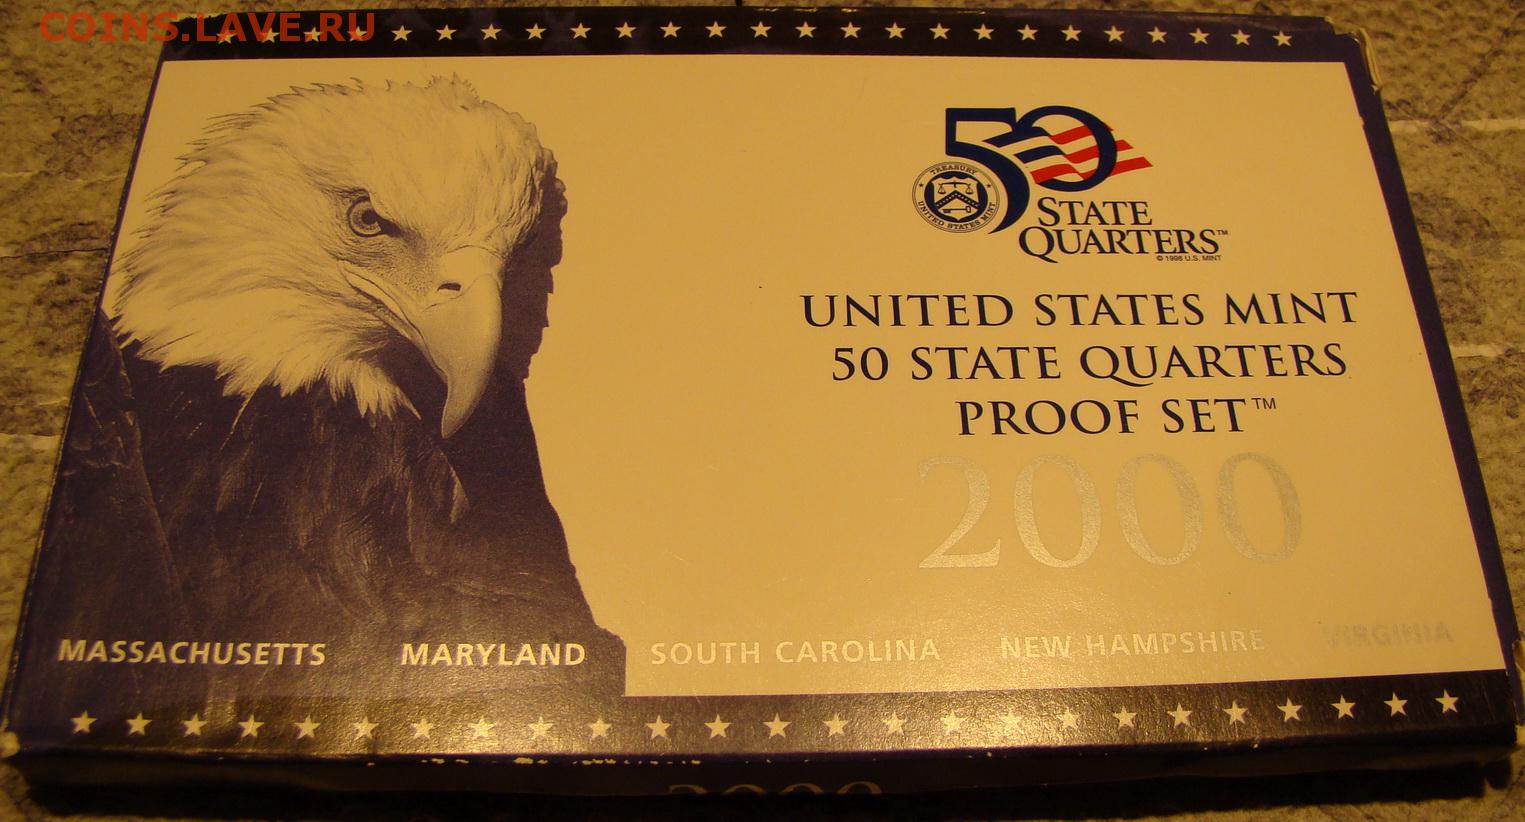 COINS.LAVE.RU
50
TREASURY
UNITED STATES MINT
STATE
QUARTERS™
© 1998 U.S. MINT
UNITED STATES MINT
50 STATE QUARTERS
PROOF SET™
2000
MASSACHUSETTS MARYLAND SOUTH CAROLINA NEW HAMPSHIRE VIRGINIA
2000